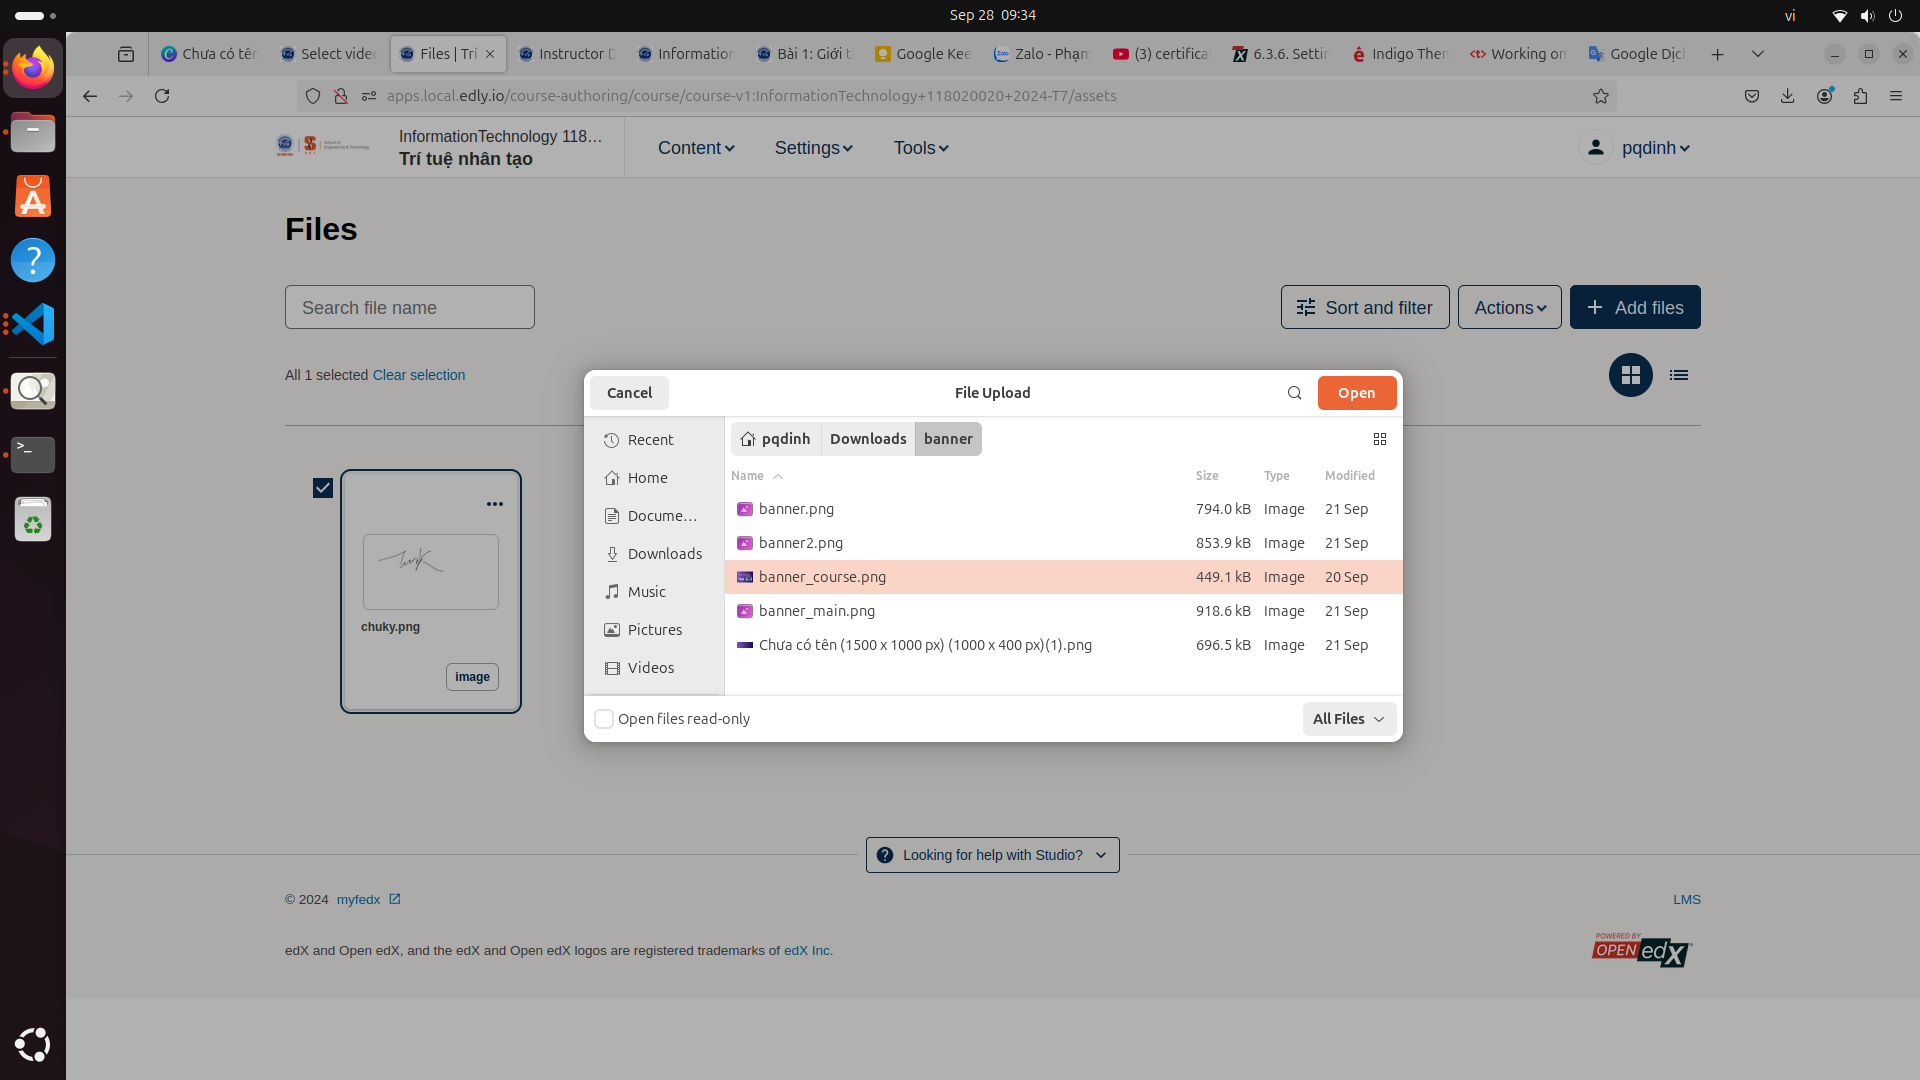 Sep 28 09:34
vi
Chưa có tên
Select video
Files | Trí
Instructor D
Information
Bài 1: Giới t
Google Kee
Zalo - Phạm
(3) certifica
6.3.6. Settin
Indigo Them
Working on
Google Dịch
apps.local.edly.io/course-authoring/course/course-v1:InformationTechnology+118020020+2024-T7/assets
InformationTechnology 118...
Trí tuệ nhân tạo
Content
Settings
Tools
pqdinh
Files
Search file name
Sort and filter
Actions
Add files
All 1 selected Clear selection
chuky.png
image
Cancel
File Upload
Open
Recent
Home
Docume...
Downloads
Music
Pictures
Videos
pqdinh
Downloads
banner
Name Size Type Modified
banner.png 794.0 kB Image 21 Sep
banner2.png 853.9 kB Image 21 Sep
banner_course.png 449.1 kB Image 20 Sep
banner_main.png 918.6 kB Image 21 Sep
Chưa có tên (1500 x 1000 px) (1000 x 400 px)(1).png 696.5 kB Image 21 Sep
Open files read-only
All Files
Looking for help with Studio?
© 2024 myfedx
LMS
edX and Open edX, and the edX and Open edX logos are registered trademarks of edX Inc.
POWERED BY
OPEN edX